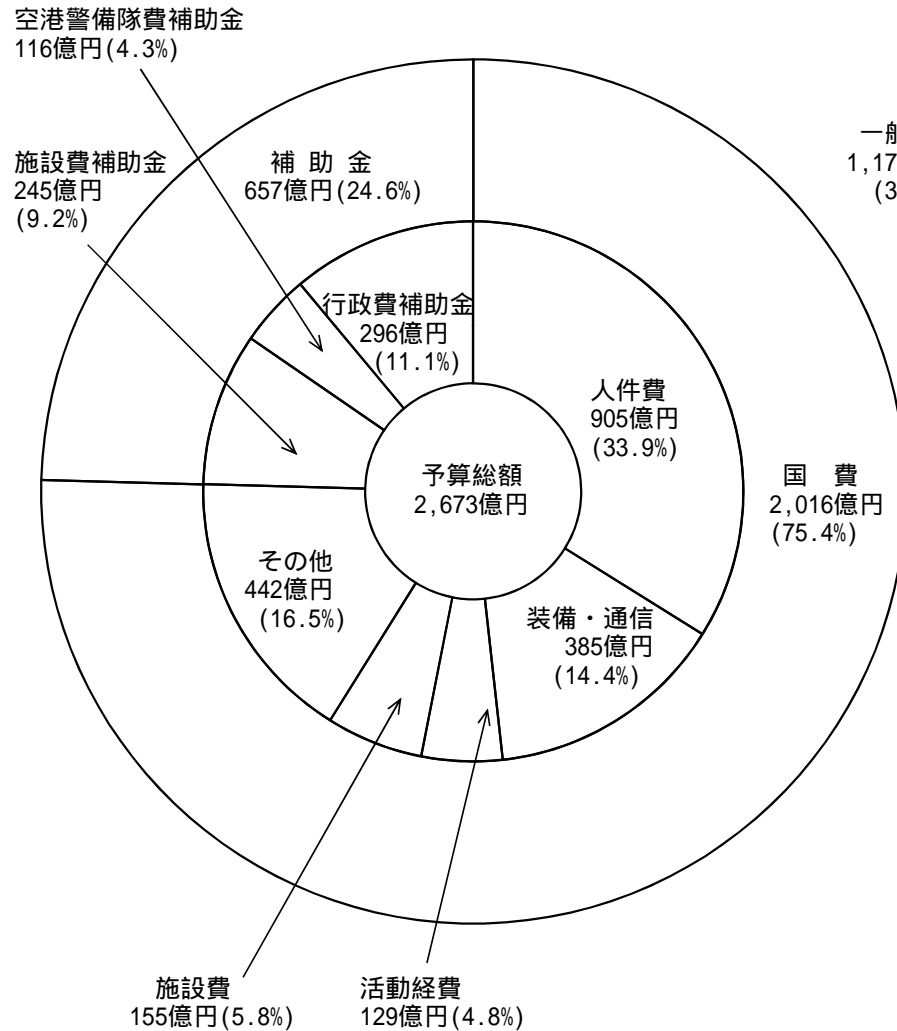 空港警備隊費補助金
116億円(4.3%)
施設費補助金
245億円
(9.2%)
補 助 金
657億円(24.6%)
行政費補助金
296億円
(11.1%)
人件費
905億円
(33.9%)
予算総額
2,673億円
国 費
2,016億円
(75.4%)
その他
442億円
(16.5%)
装備・通信
385億円
(14.4%)
施設費
155億円(5.8%)
活動経費
129億円(4.8%)
一般
1,17
(3